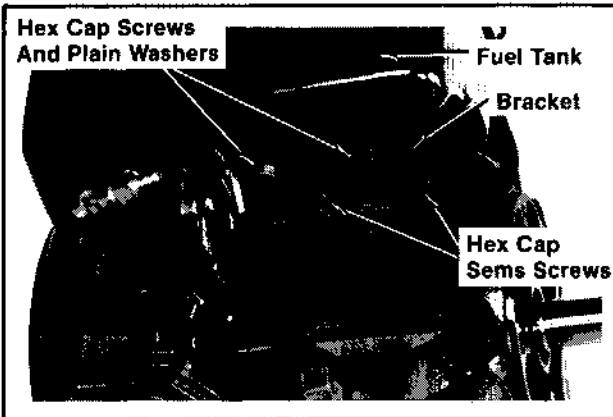 Hex Cap Screws
And Plain Washers
Fuel Tank
Bracket
Hex Cap
Sems Screws